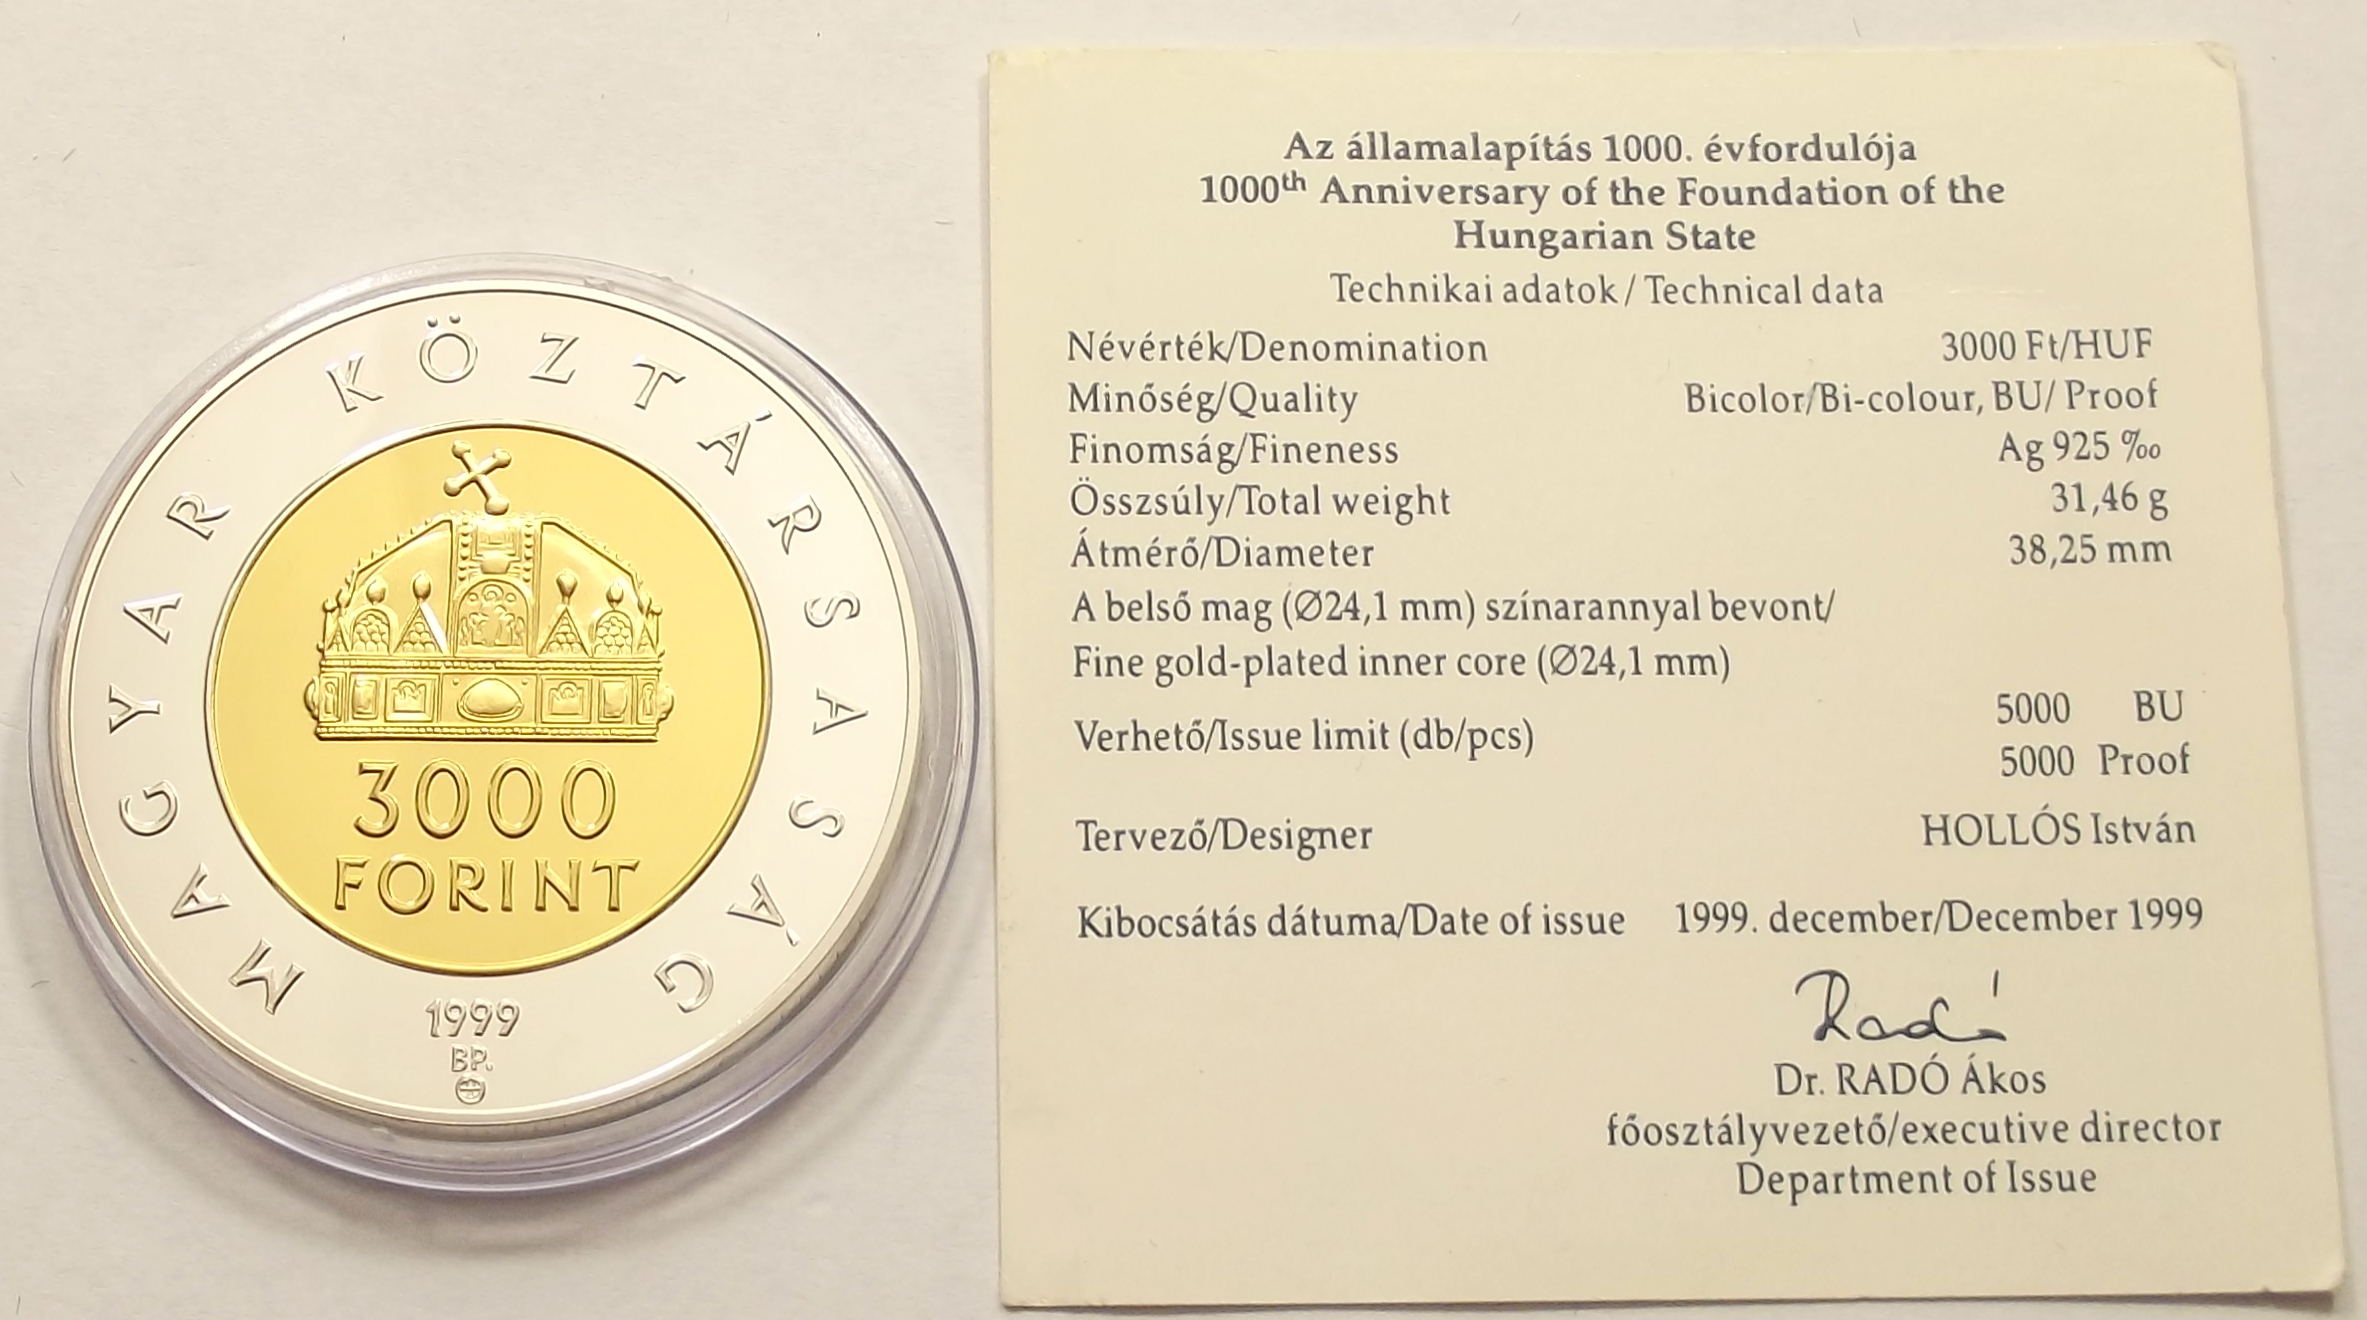 MAGYAR KÖZTÁRSASÁG
3000
FORINT
1999
BP.
Az államalapítás 1000. évfordulója
1000th Anniversary of the Foundation of the
Hungarian State
Technikai adatok / Technical data
Névérték/Denomination 3000 Ft/HUF
Minőség/Quality Bicolor/Bi-colour, BU/ Proof
Finomság/Fineness Ag 925 ‰
Összsúly/Total weight 31,46 g
Átmérő/Diameter 38,25 mm
A belső mag (Ø24,1 mm) színarannyal bevont/
Fine gold-plated inner core (Ø24,1 mm)
Verhető/Issue limit (db/pcs) 5000 BU
5000 Proof
Tervező/Designer HOLLÓS István
Kibocsátás dátuma/Date of issue 1999. december/December 1999
Radó
Dr. RADÓ Ákos
főosztályvezető/executive director
Department of Issue